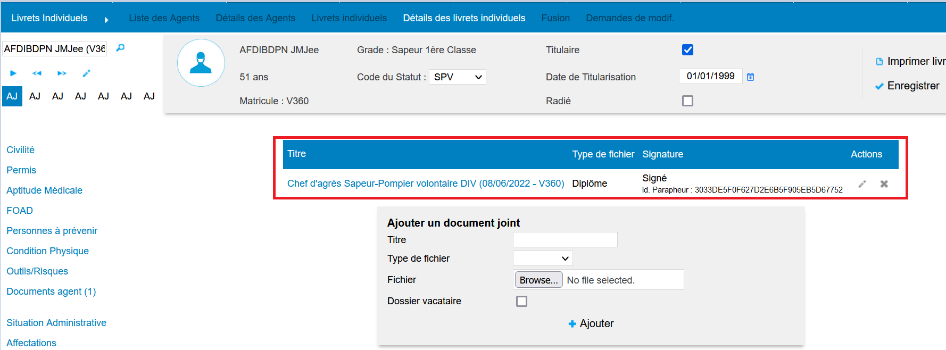 Livrets Individuels
Liste des Agents
Détails des Agents
Livrets individuels
Détails des livrets individuels
Fusion
Demandes de modif.
AFDIBDPN JMJee (V36
AJ AJ AJ AJ AJ AJ AJ
AFDIBDPN JMJee
Grade : Sapeur 1ère Classe
Titulaire
51 ans
Code du Statut : SPV
Date de Titularisation 01/01/1999
Matricule : V360
Radié
Imprimer livr
Enregistrer
Civilité
Permis
Aptitude Médicale
FOAD
Personnes à prévenir
Condition Physique
Outils/Risques
Documents agent (1)
Situation Administrative
Affectations
Titre Type de fichier Signature Actions
Chef d'agrès Sapeur-Pompier volontaire DIV (08/06/2022 - V360) Diplôme Signé
Id. Parapheur : 3033DE5F0F627D2E6B5F905EB5D67752
Ajouter un document joint
Titre
Type de fichier
Fichier Browse... No file selected.
Dossier vacataire
Ajouter